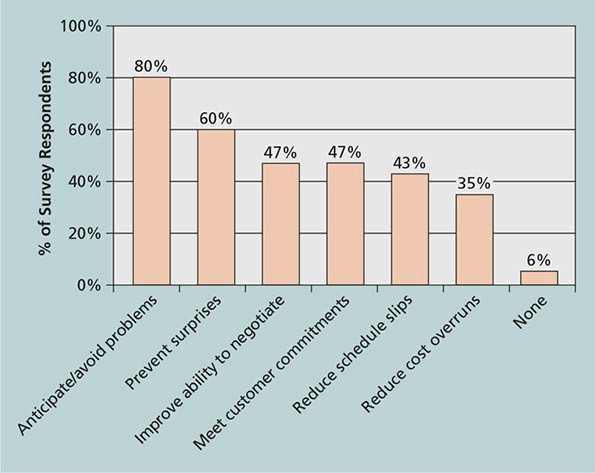 % of Survey Respondents
100%
80%
60%
40%
20%
0%
80%
60%
47%
47%
43%
35%
6%
Anticipate/avoid problems
Prevent surprises
Improve ability to negotiate
Meet customer commitments
Reduce schedule slips
Reduce cost overruns
None